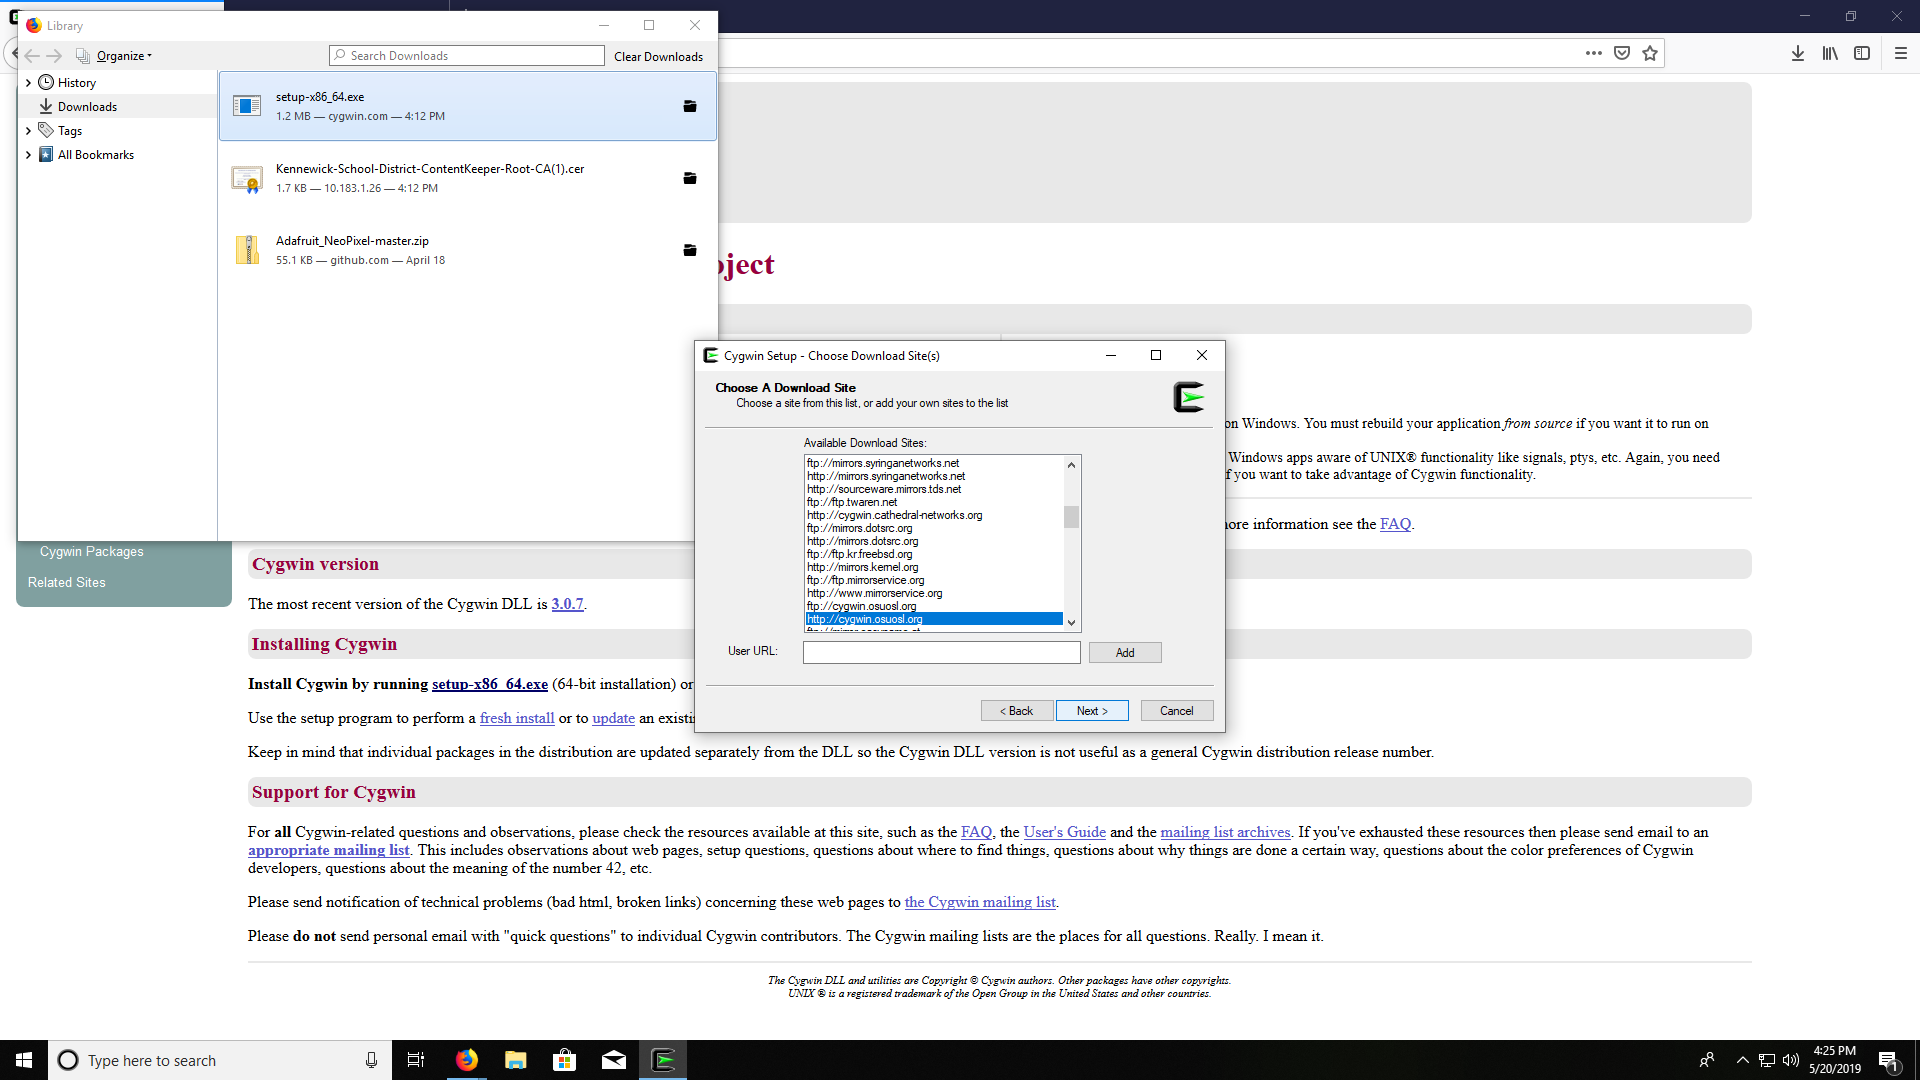 Library
Organize
Search Downloads
Clear Downloads
History
Downloads
Tags
All Bookmarks
setup-x86_64.exe
1.2 MB — cygwin.com — 4:12 PM
Kennewick-School-District-ContentKeeper-Root-CA(1).cer
1.7 KB — 10.183.1.26 — 4:12 PM
Adafruit_NeoPixel-master.zip
55.1 KB — github.com — April 18
Cygwin Setup - Choose Download Site(s)
Choose A Download Site
Choose a site from this list, or add your own sites to the list
Available Download Sites:
ftp://mirrors.syringanetworks.net
http://mirrors.syringanetworks.net
http://sourceware.mirrors.tds.net
ftp://ftp.twaren.net
http://cygwin.cathedral-networks.org
ftp://mirrors.dotsrc.org
http://mirrors.dotsrc.org
ftp://ftp.kr.freebsd.org
http://mirrors.kernel.org
ftp://ftp.mirrorservice.org
http://www.mirrorservice.org
ftp://cygwin.osuosl.org
http://cygwin.osuosl.org
User URL:
Add
< Back
Next >
Cancel
on Windows. You must rebuild your application from source if you want it to run on
Windows apps aware of UNIX® functionality like signals, ptys, etc. Again, you need
if you want to take advantage of Cygwin functionality.
more information see the FAQ.
Cygwin Packages
Related Sites
Cygwin version
The most recent version of the Cygwin DLL is 3.0.7.
Installing Cygwin
Install Cygwin by running setup-x86_64.exe (64-bit installation) or
Use the setup program to perform a fresh install or to update an existi
Keep in mind that individual packages in the distribution are updated separately from the DLL so the Cygwin DLL version is not useful as a general Cygwin distribution release number.
Support for Cygwin
For all Cygwin-related questions and observations, please check the resources available at this site, such as the FAQ, the User's Guide and the mailing list archives. If you've exhausted these resources then please send email to an
appropriate mailing list. This includes observations about web pages, setup questions, questions about where to find things, questions about why things are done a certain way, questions about the color preferences of Cygwin
developers, questions about the meaning of the number 42, etc.
Please send notification of technical problems (bad html, broken links) concerning these web pages to the Cygwin mailing list.
Please do not send personal email with "quick questions" to individual Cygwin contributors. The Cygwin mailing lists are the places for all questions. Really. I mean it.
The Cygwin DLL and utilities are Copyright © Cygwin authors. Other packages have other copyrights.
UNIX ® is a registered trademark of the Open Group in the United States and other countries.
Type here to search
4:25 PM
5/20/2019
1